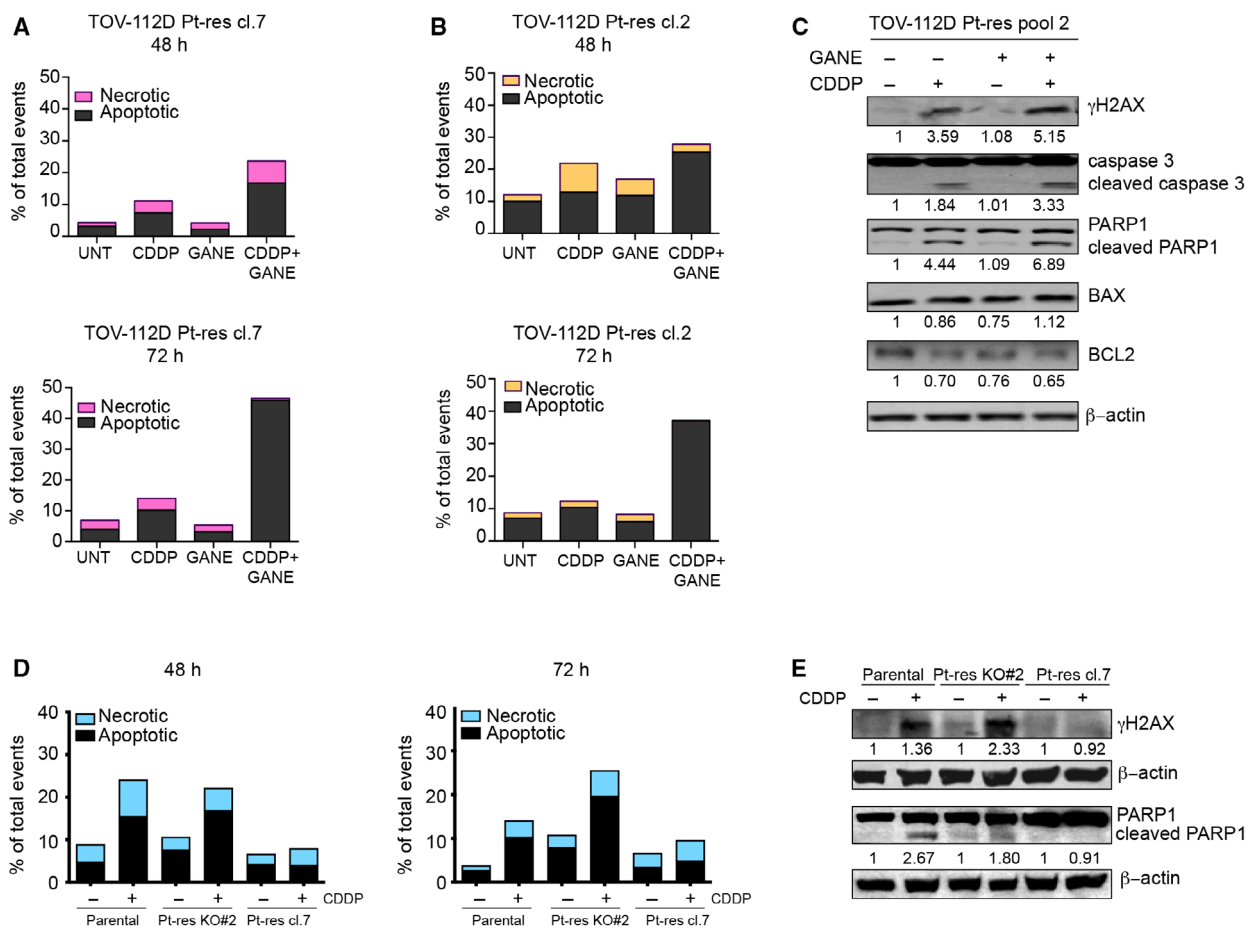 A
TOV-112D Pt-res cl.7
48 h
% of total events
50
40
30
20
10
0
Necrotic
Apoptotic
UNT
CDDP
GANE
CDDP+
GANE
TOV-112D Pt-res cl.7
72 h
% of total events
50
40
30
20
10
0
Necrotic
Apoptotic
UNT
CDDP
GANE
CDDP+
GANE
B
TOV-112D Pt-res cl.2
48 h
% of total events
50
40
30
20
10
0
Necrotic
Apoptotic
UNT
CDDP
GANE
CDDP+
GANE
TOV-112D Pt-res cl.2
72 h
% of total events
50
40
30
20
10
0
Necrotic
Apoptotic
UNT
CDDP
GANE
CDDP+
GANE
C
TOV-112D Pt-res pool 2
GANE – – + +
CDDP – + – +
γH2AX
1 3.59 1.08 5.15
caspase 3
cleaved caspase 3
1 1.84 1.01 3.33
PARP1
cleaved PARP1
1 4.44 1.09 6.89
BAX
1 0.86 0.75 1.12
BCL2
1 0.70 0.76 0.65
β–actin
D
48 h
% of total events
40
30
20
10
0
Necrotic
Apoptotic
– + – + – + CDDP
Parental Pt-res KO#2 Pt-res cl.7
72 h
% of total events
40
30
20
10
0
Necrotic
Apoptotic
– + – + – + CDDP
Parental Pt-res KO#2 Pt-res cl.7
E
Parental Pt-res KO#2 Pt-res cl.7
CDDP – + – + – +
γH2AX
1 1.36 1 2.33 1 0.92
β–actin
PARP1
cleaved PARP1
1 2.67 1 1.80 1 0.91
β–actin